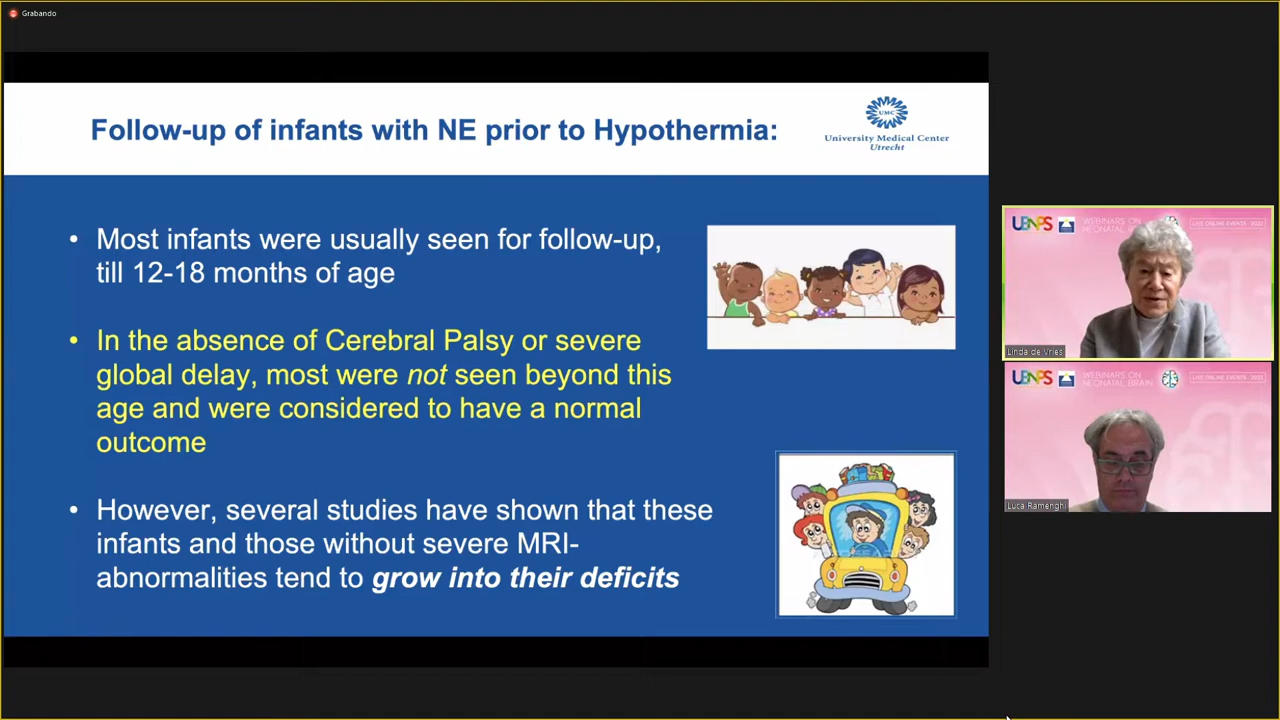 Grabando
Follow-up of infants with NE prior to Hypothermia:
UMC
University Medical Center
Utrecht
• Most infants were usually seen for follow-up,
till 12-18 months of age
• In the absence of Cerebral Palsy or severe
global delay, most were not seen beyond this
age and were considered to have a normal
outcome
• However, several studies have shown that these
infants and those without severe MRI-
abnormalities tend to grow into their deficits
UENPS
WEBINARS ON
NEONATAL BRAIN
LIVE ONLINE EVENTS - 2022
Linda de Vries
UENPS
WEBINARS ON
NEONATAL BRAIN
LIVE ONLINE EVENTS - 2022
Luca Ramenghi